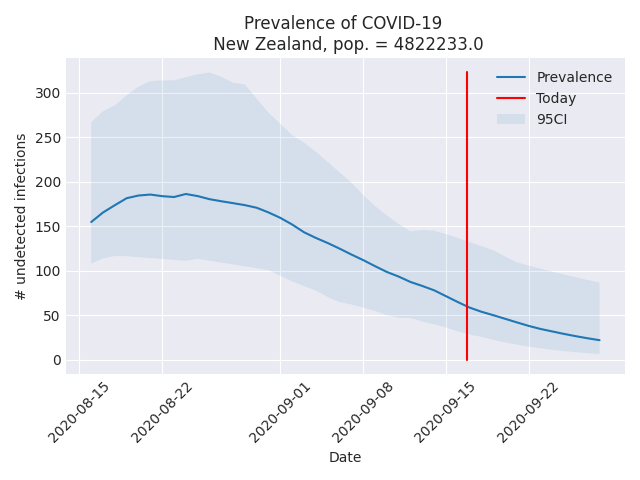 Prevalence of COVID-19
New Zealand, pop. = 4822233.0
Prevalence
Today
95CI
# undetected infections
300
250
200
150
100
50
0
2020-08-15
2020-08-22
2020-09-01
2020-09-08
2020-09-15
2020-09-22
Date